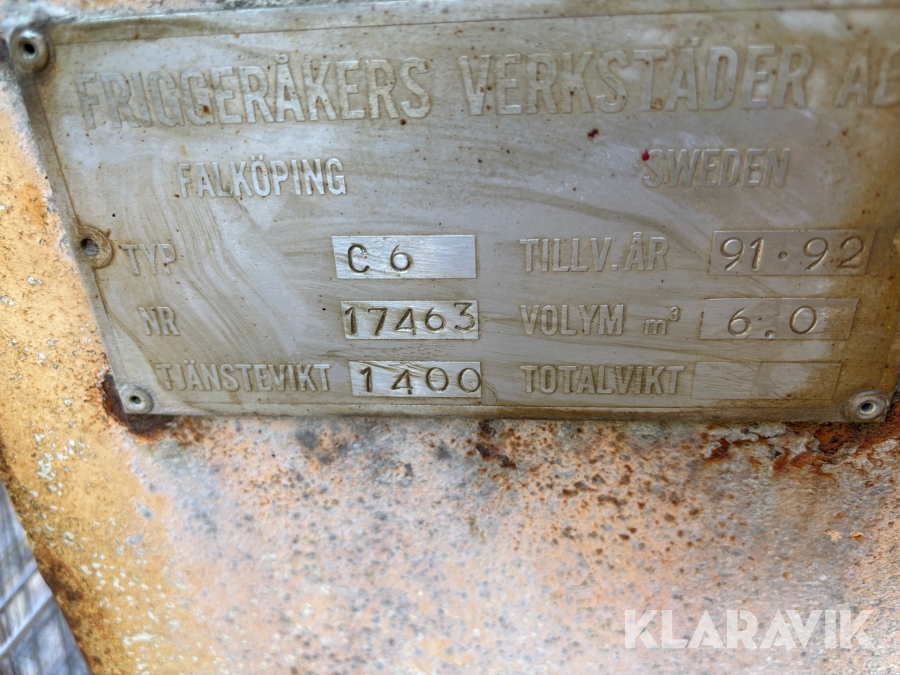 FRIGGERÅKERS VERKSTÄDER AB
FALKÖPING SWEDEN
TYP C 6 TILLV.ÅR 91·92
NR 17463 VOLYM m³ 6.0
TJÄNSTEVIKT 1400 TOTALVIKT
KLARAVIK